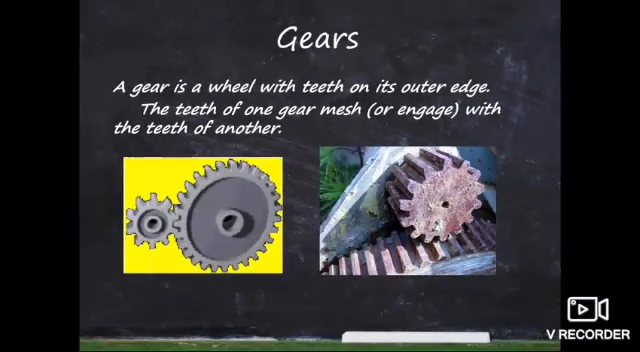 Gears
A gear is a wheel with teeth on its outer edge.
The teeth of one gear mesh (or engage) with
the teeth of another.
V RECORDER